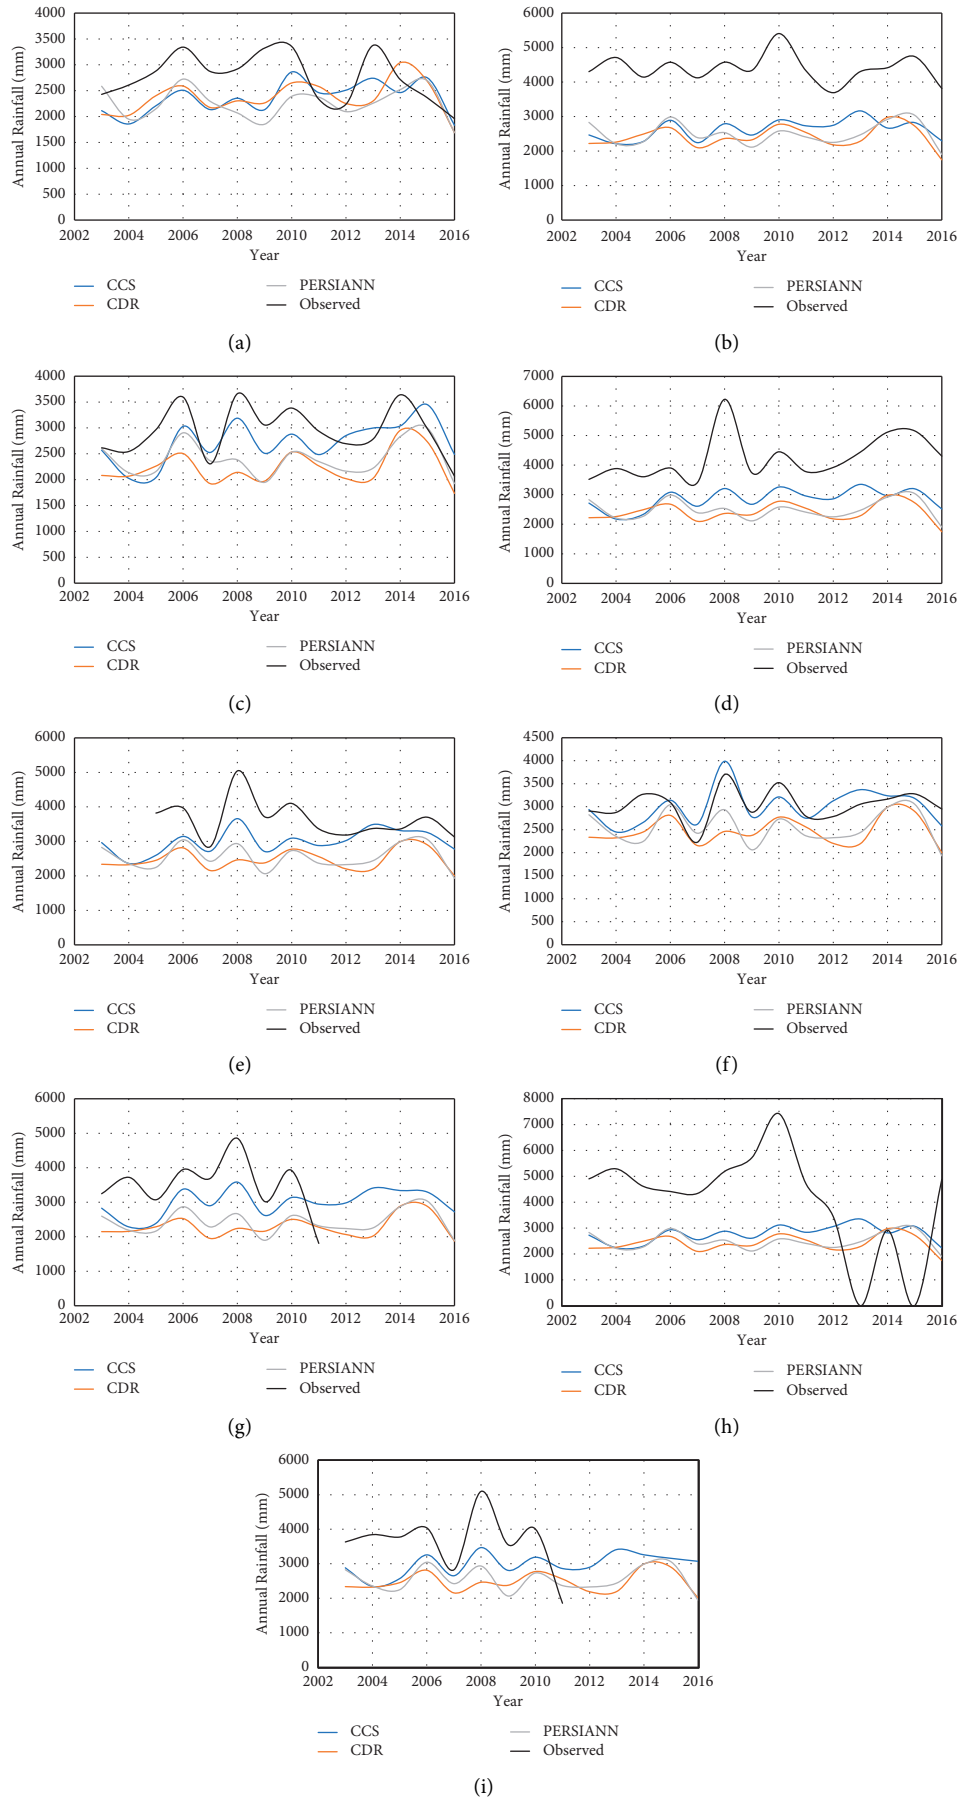 4000
3500
3000
2500
2000
1500
1000
500
0
Annual Rainfall (mm)
2002 2004 2006 2008 2010 2012 2014 2016
Year
CCS PERSIANN
CDR Observed
(a)
6000
5000
4000
3000
2000
1000
0
Annual Rainfall (mm)
2002 2004 2006 2008 2010 2012 2014 2016
Year
CCS PERSIANN
CDR Observed
(b)
4000
3500
3000
2500
2000
1500
1000
500
0
Annual Rainfall (mm)
2002 2004 2006 2008 2010 2012 2014 2016
Year
CCS PERSIANN
CDR Observed
(c)
7000
6000
5000
4000
3000
2000
1000
0
Annual Rainfall (mm)
2002 2004 2006 2008 2010 2012 2014 2016
Year
CCS PERSIANN
CDR Observed
(d)
6000
5000
4000
3000
2000
1000
0
Annual Rainfall (mm)
2002 2004 2006 2008 2010 2012 2014 2016
Year
CCS PERSIANN
CDR Observed
(e)
4500
4000
3500
3000
2500
2000
1500
1000
500
0
Annual Rainfall (mm)
2002 2004 2006 2008 2010 2012 2014 2016
Year
CCS PERSIANN
CDR Observed
(f)
6000
5000
4000
3000
2000
1000
0
Annual Rainfall (mm)
2002 2004 2006 2008 2010 2012 2014 2016
Year
CCS PERSIANN
CDR Observed
(g)
8000
7000
6000
5000
4000
3000
2000
1000
0
Annual Rainfall (mm)
2002 2004 2006 2008 2010 2012 2014 2016
Year
CCS PERSIANN
CDR Observed
(h)
6000
5000
4000
3000
2000
1000
0
Annual Rainfall (mm)
2002 2004 2006 2008 2010 2012 2014 2016
Year
CCS PERSIANN
CDR Observed
(i)